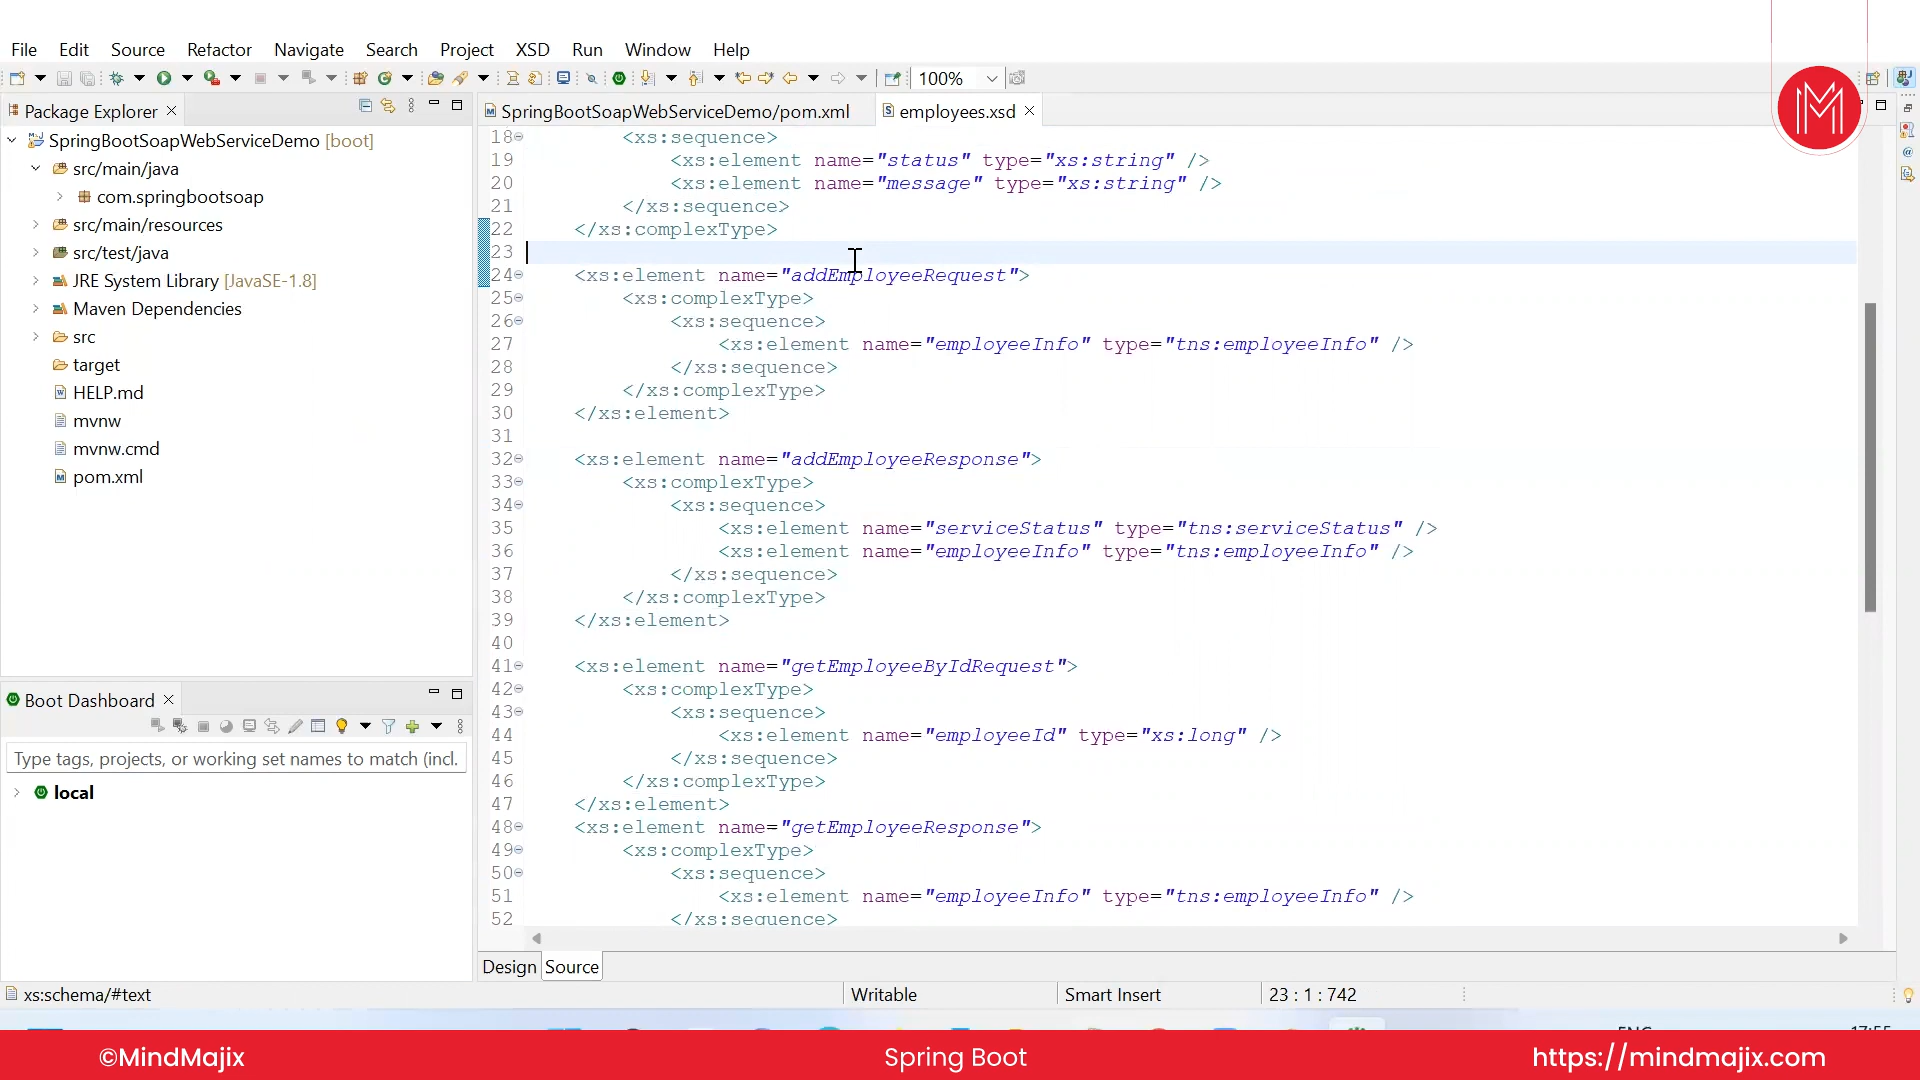 File Edit Source Refactor Navigate Search Project XSD Run Window Help
100%
Package Explorer
SpringBootSoapWebServiceDemo [boot]
src/main/java
com.springbootsoap
src/main/resources
src/test/java
JRE System Library [JavaSE-1.8]
Maven Dependencies
src
target
HELP.md
mvnw
mvnw.cmd
pom.xml
Boot Dashboard
Type tags, projects, or working set names to match (incl.
local
SpringBootSoapWebServiceDemo/pom.xml employees.xsd
18 <xs:sequence>
19 <xs:element name="status" type="xs:string" />
20 <xs:element name="message" type="xs:string" />
21 </xs:sequence>
22 </xs:complexType>
23
24 <xs:element name="addEmployeeRequest">
25 <xs:complexType>
26 <xs:sequence>
27 <xs:element name="employeeInfo" type="tns:employeeInfo" />
28 </xs:sequence>
29 </xs:complexType>
30 </xs:element>
31
32 <xs:element name="addEmployeeResponse">
33 <xs:complexType>
34 <xs:sequence>
35 <xs:element name="serviceStatus" type="tns:serviceStatus" />
36 <xs:element name="employeeInfo" type="tns:employeeInfo" />
37 </xs:sequence>
38 </xs:complexType>
39 </xs:element>
40
41 <xs:element name="getEmployeeByIdRequest">
42 <xs:complexType>
43 <xs:sequence>
44 <xs:element name="employeeId" type="xs:long" />
45 </xs:sequence>
46 </xs:complexType>
47 </xs:element>
48 <xs:element name="getEmployeeResponse">
49 <xs:complexType>
50 <xs:sequence>
51 <xs:element name="employeeInfo" type="tns:employeeInfo" />
52 </xs:sequence>
Design Source
xs:schema/#text Writable Smart Insert 23 : 1 : 742
©MindMajix Spring Boot https://mindmajix.com